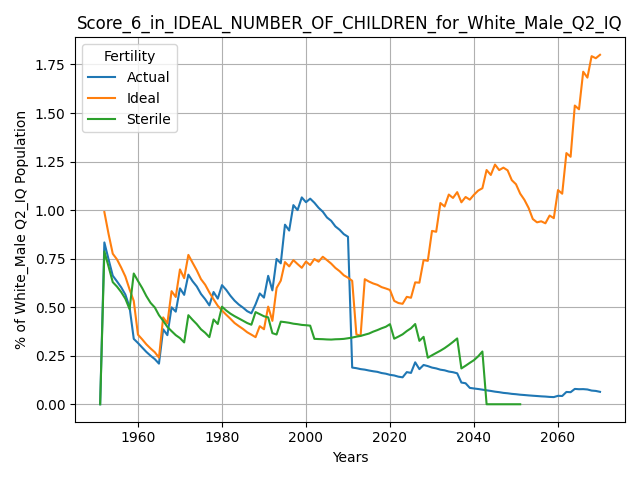 Score_6_in_IDEAL_NUMBER_OF_CHILDREN_for_White_Male_Q2_IQ
Fertility
Actual
Ideal
Sterile
% of White_Male Q2_IQ Population
1.75
1.50
1.25
1.00
0.75
0.50
0.25
0.00
1960 1980 2000 2020 2040 2060
Years